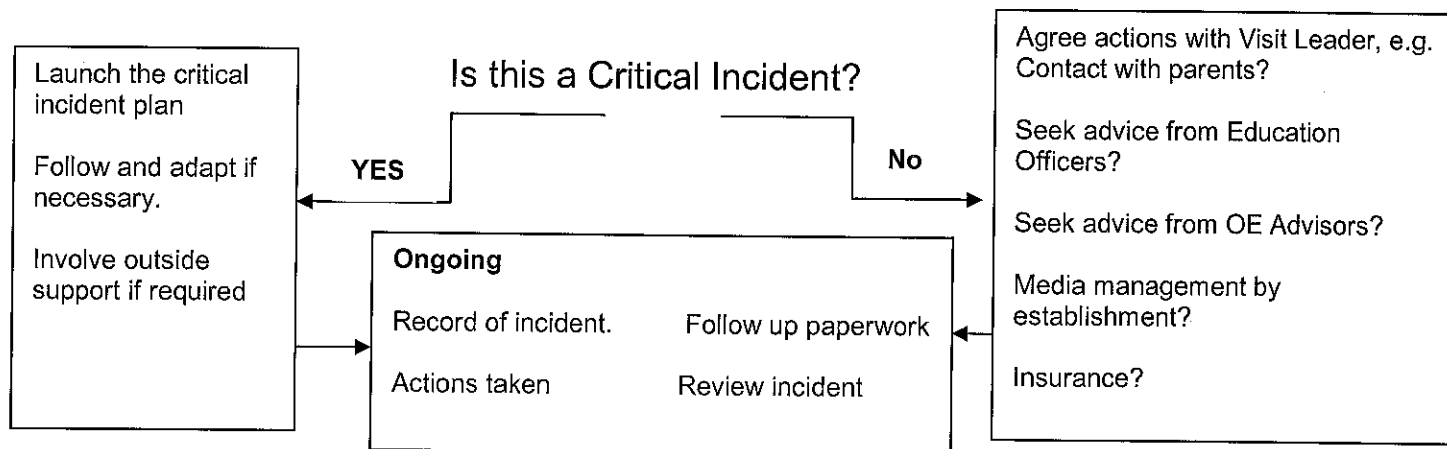 Is this a Critical Incident?
YES
No
Launch the critical
incident plan
Follow and adapt if
necessary.
Involve outside
support if required
Agree actions with Visit Leader, e.g.
Contact with parents?
Seek advice from Education
Officers?
Seek advice from OE Advisors?
Media management by
establishment?
Insurance?
Ongoing
Record of incident. Follow up paperwork
Actions taken Review incident